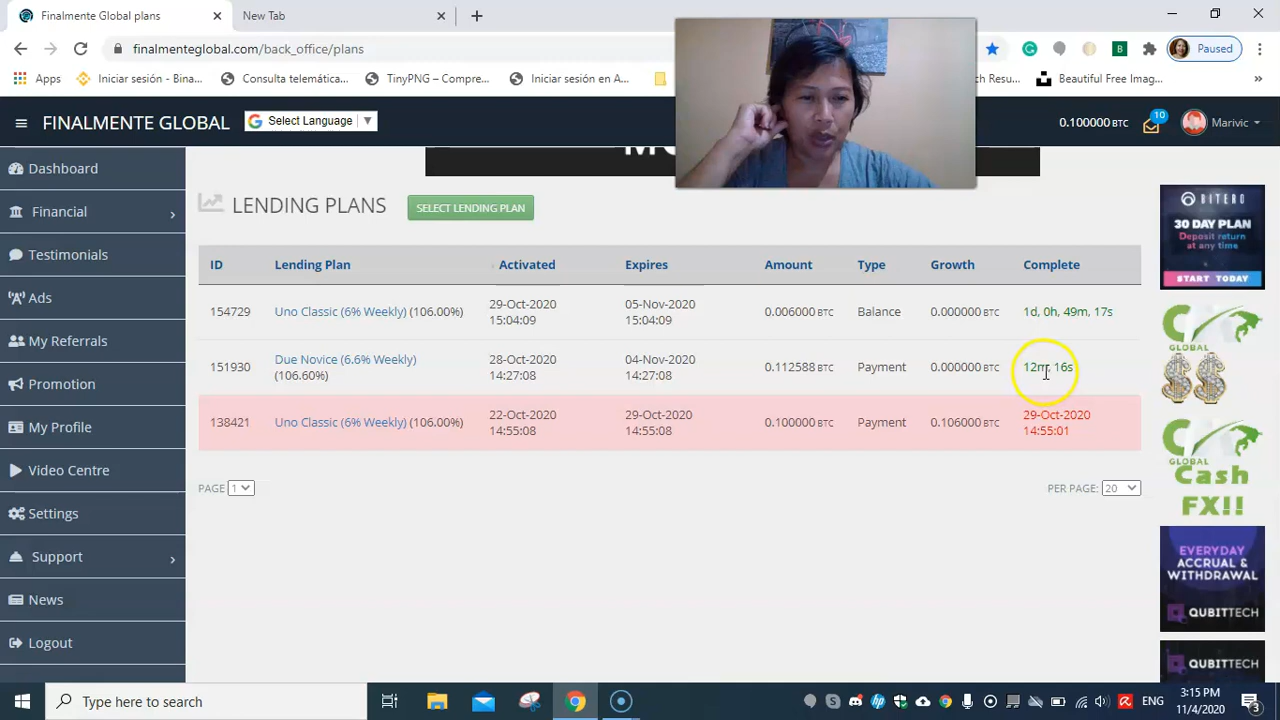 Finalmente Global plans
New Tab
finalmenteglobal.com/back_office/plans
Paused
Apps
Iniciar sesión - Bina...
Consulta telemática...
TinyPNG – Compre...
Iniciar sesión en A...
ch Resu...
Beautiful Free Imag...
FINALMENTE GLOBAL
Select Language
0.100000 BTC
10
Marivic
Dashboard
Financial
Testimonials
Ads
My Referrals
Promotion
My Profile
Video Centre
Settings
Support
News
Logout
LENDING PLANS
SELECT LENDING PLAN
ID Lending Plan Activated Expires Amount Type Growth Complete
154729 Uno Classic (6% Weekly) (106.00%) 29-Oct-2020 15:04:09 05-Nov-2020 15:04:09 0.006000 BTC Balance 0.000000 BTC 1d, 0h, 49m, 17s
151930 Due Novice (6.6% Weekly) (106.60%) 28-Oct-2020 14:27:08 04-Nov-2020 14:27:08 0.112588 BTC Payment 0.000000 BTC 12m, 16s
138421 Uno Classic (6% Weekly) (106.00%) 22-Oct-2020 14:55:08 29-Oct-2020 14:55:08 0.100000 BTC Payment 0.106000 BTC 29-Oct-2020 14:55:01
PAGE 1
PER PAGE: 20
BITERO
30 DAY PLAN
Deposit return
at any time
START TODAY
GLOBAL
$$
GLOBAL
Cash
FX!!
EVERYDAY
ACCRUAL &
WITHDRAWAL
QUBITTECH
QUBITTECH
Type here to search
ENG
3:15 PM
11/4/2020
3